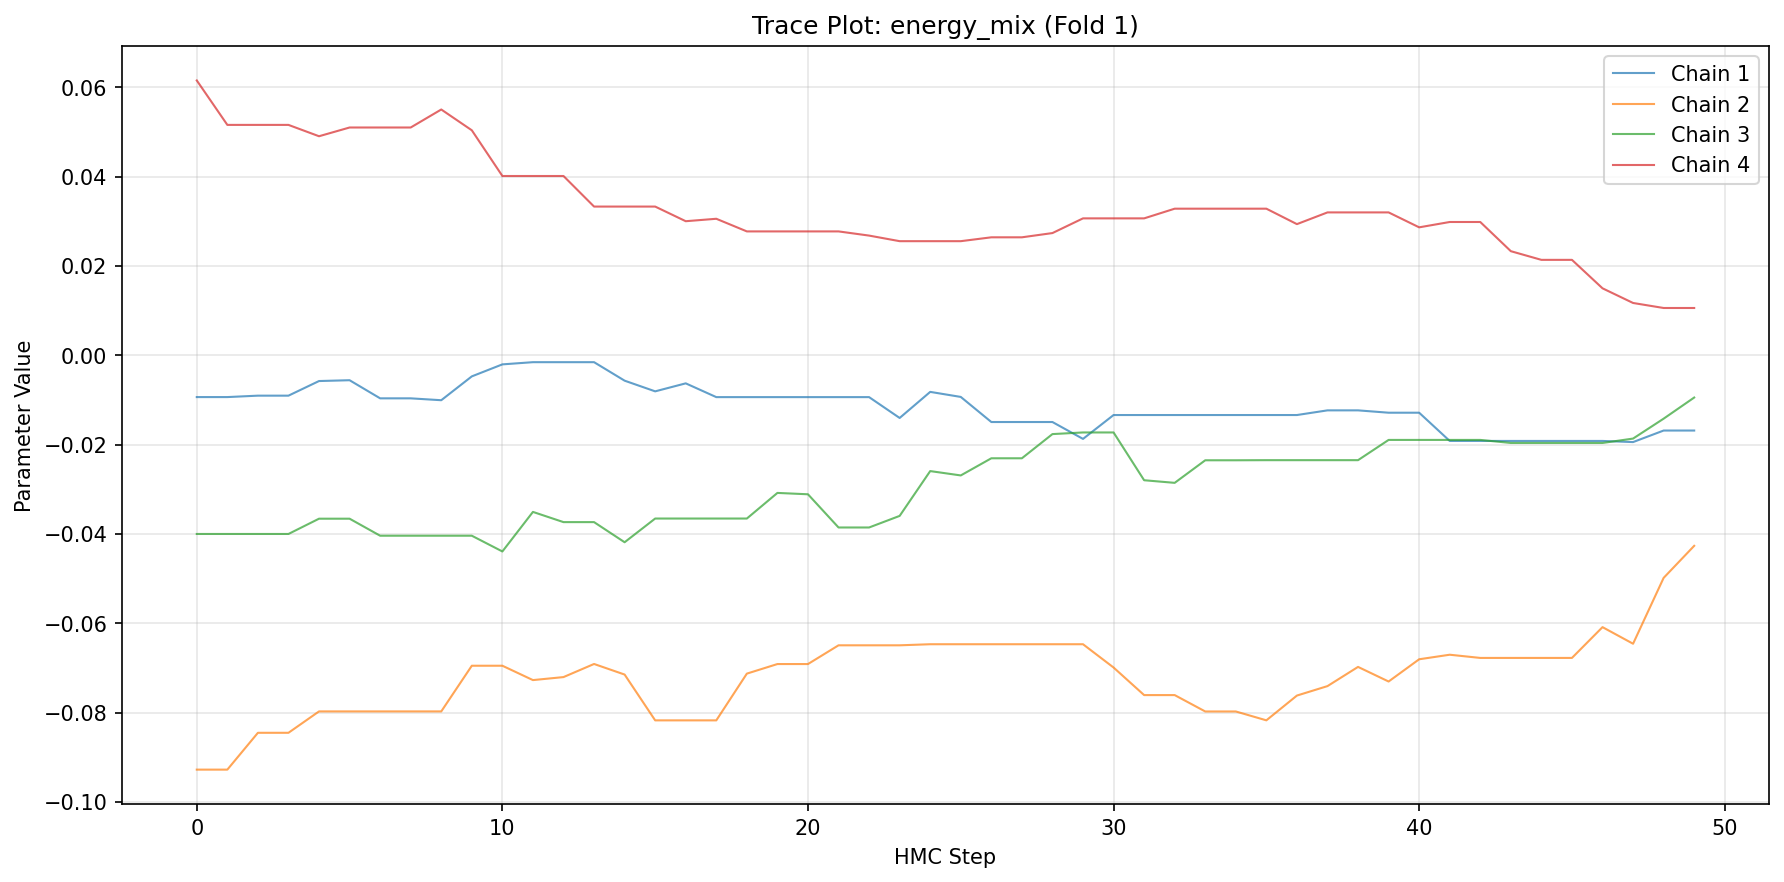 Trace Plot: energy_mix (Fold 1)
Chain 1
Chain 2
Chain 3
Chain 4
0.06
0.04
0.02
0.00
−0.02
−0.04
−0.06
−0.08
−0.10
Parameter Value
0 10 20 30 40 50
HMC Step